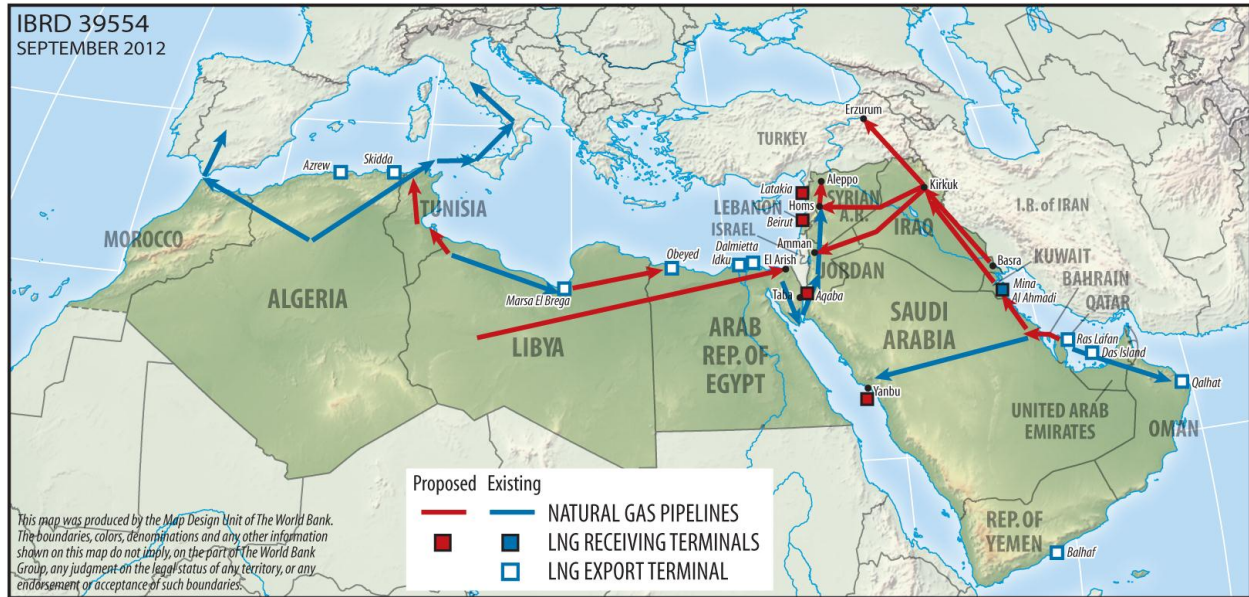 IBRD 39554
SEPTEMBER 2012
Erzurum
TURKEY
Azrew
Skidda
Aleppo
Latakia
Kirkuk
SYRIAN
A.R.
Homs
TUNISIA
LEBANON
Beirut
I.R. of IRAN
ISRAEL
IRAQ
MOROCCO
Dalmietta
Amman
Obeyed
Idku
El Arish
JORDAN
Basra
KUWAIT
Mina
Al Ahmadi
BAHRAIN
QATAR
Marsa El Brega
Taba
Aqaba
ALGERIA
SAUDI
ARABIA
LIBYA
ARAB
REP. OF
EGYPT
Ras Laffan
Das Island
Qalhat
Yanbu
UNITED ARAB
EMIRATES
OMAN
Proposed Existing
NATURAL GAS PIPELINES
LNG RECEIVING TERMINALS
LNG EXPORT TERMINAL
REP. OF
YEMEN
Balhaf
This map was produced by the Map Design Unit of The World Bank.
The boundaries, colors, denominations and any other information
shown on this map do not imply, on the part of The World Bank
Group, any judgment on the legal status of any territory, or any
endorsement or acceptance of such boundaries.